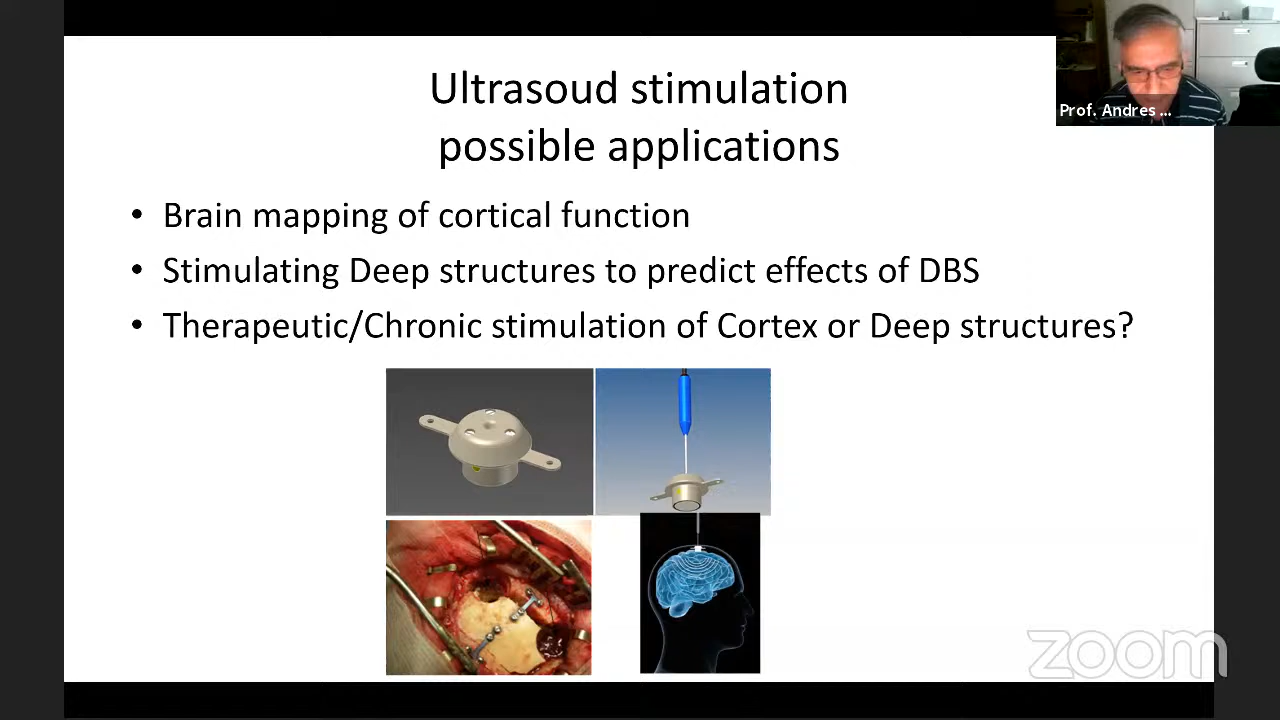 Ultrasoud stimulation
possible applications
Prof. Andres ...
• Brain mapping of cortical function
• Stimulating Deep structures to predict effects of DBS
• Therapeutic/Chronic stimulation of Cortex or Deep structures?
zoom